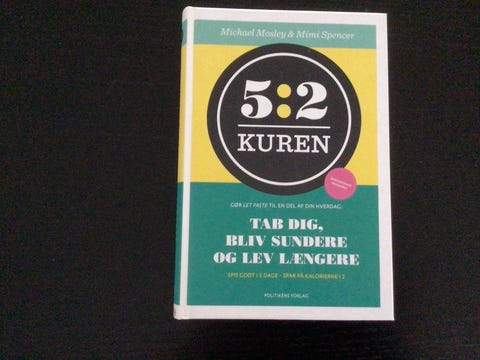 Michael Mosley & Mimi Spencer
5:2
KUREN
GØR LET FASTE TIL EN DEL AF DIN HVERDAG.
TAB DIG,
BLIV SUNDERE
OG LEV LÆNGERE
SPIS GODT I 5 DAGE - SPAR PÅ KALORIERNE I 2
POLITIKENS FORLAG